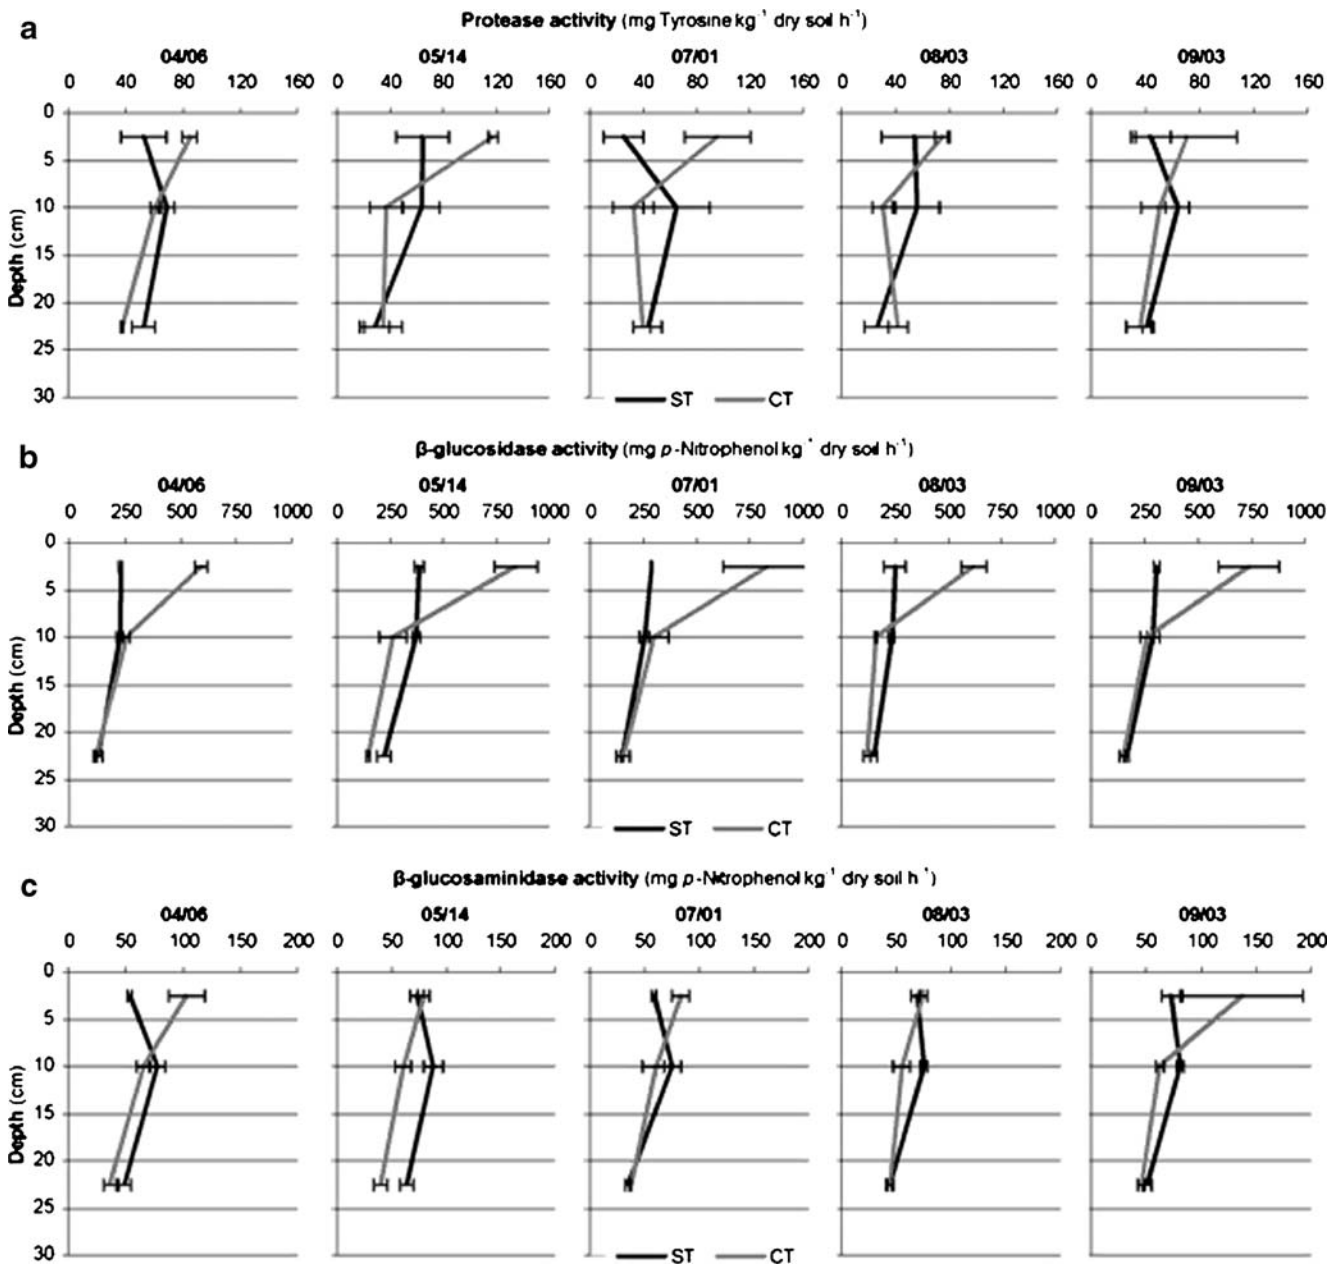 a
Protease activity (mg Tyrosine kg⁻¹ dry soil h⁻¹)
04/06 05/14 07/01 08/03 09/03
0 40 80 120 160 0 40 80 120 160 0 40 80 120 160 0 40 80 120 160 0 40 80 120 160
0
5
10
15
20
25
30
Depth (cm)
ST CT
b
β-glucosidase activity (mg p-Nitrophenol kg⁻¹ dry soil h⁻¹)
04/06 05/14 07/01 08/03 09/03
0 250 500 750 1000 0 250 500 750 1000 0 250 500 750 1000 0 250 500 750 1000 0 250 500 750 1000
0
5
10
15
20
25
30
Depth (cm)
ST CT
c
β-glucosaminidase activity (mg p-Nitrophenol kg⁻¹ dry soil h⁻¹)
04/06 05/14 07/01 08/03 09/03
0 50 100 150 200 0 50 100 150 200 0 50 100 150 200 0 50 100 150 200 0 50 100 150 200
0
5
10
15
20
25
30
Depth (cm)
ST CT